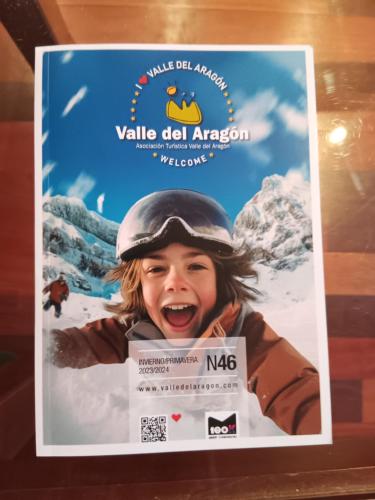 I ❤ VALLE DEL ARAGÓN
Valle del Aragón
Asociación Turística Valle del Aragón
WELCOME
INVIERNO/PRIMAVERA
2023/2024
N46
www.valledelaragon.com
100